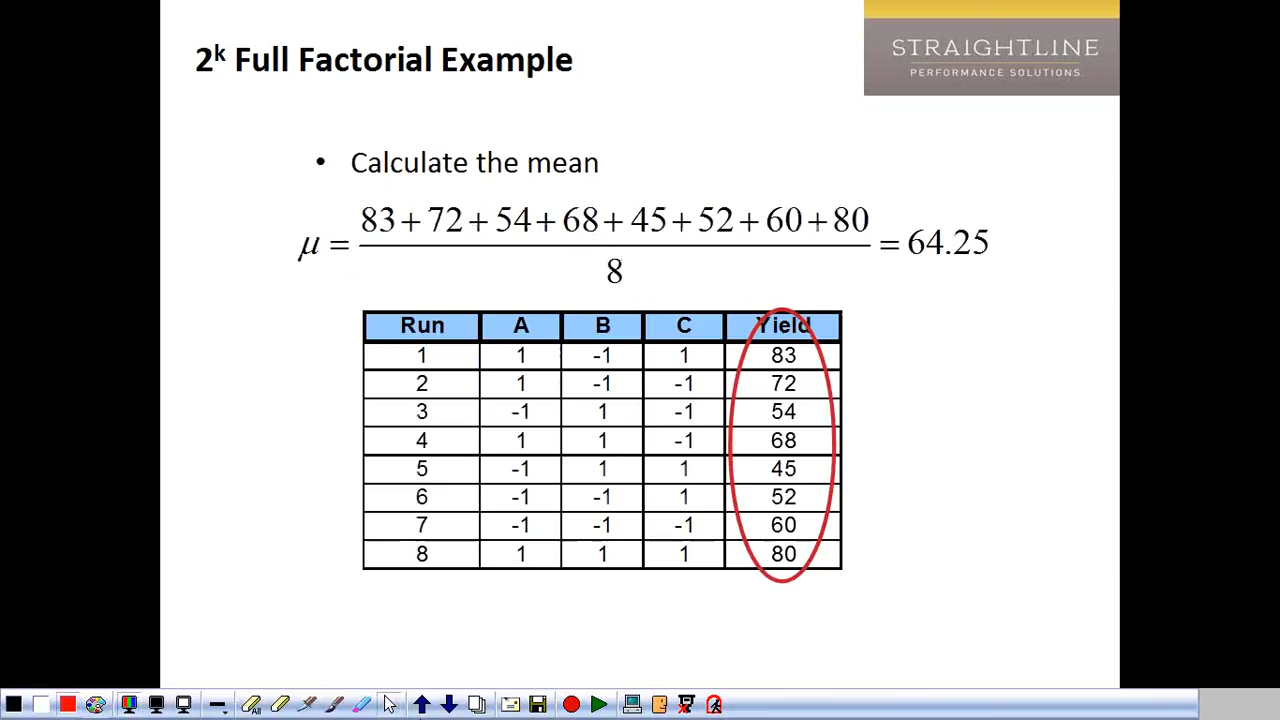 2k Full Factorial Example
STRAIGHTLINE
PERFORMANCE SOLUTIONS.
• Calculate the mean
μ = 83 + 72 + 54 + 68 + 45 + 52 + 60 + 80 / 8 = 64.25
Run A B C Yield
1 1 -1 1 83
2 1 -1 -1 72
3 -1 1 -1 54
4 1 1 -1 68
5 -1 1 1 45
6 -1 -1 1 52
7 -1 -1 -1 60
8 1 1 1 80
All